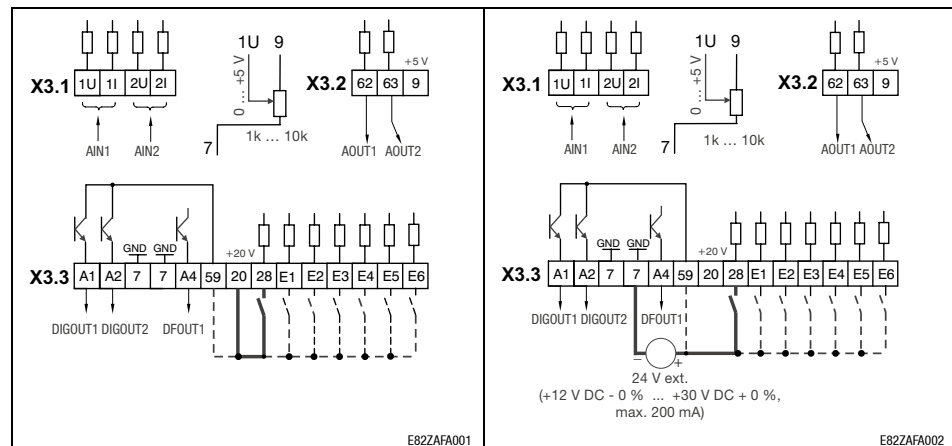 1U 9
+5 V
X3.1 1U 1I 2U 2I
0 ... +5 V
X3.2 62 63 9
1k ... 10k
7
AIN1 AIN2
AOUT1 AOUT2
+20 V
GND GND
X3.3 A1 A2 7 7 A4 59 20 28 E1 E2 E3 E4 E5 E6
DIGOUT1 DIGOUT2 DFOUT1
E82ZAFA001
1U 9
+5 V
X3.1 1U 1I 2U 2I
0 ... +5 V
X3.2 62 63 9
1k ... 10k
7
AIN1 AIN2
AOUT1 AOUT2
+20 V
GND GND
X3.3 A1 A2 7 7 A4 59 20 28 E1 E2 E3 E4 E5 E6
DIGOUT1 DIGOUT2 DFOUT1
– +
24 V ext.
(+12 V DC - 0 % ... +30 V DC + 0 %,
max. 200 mA)
E82ZAFA002